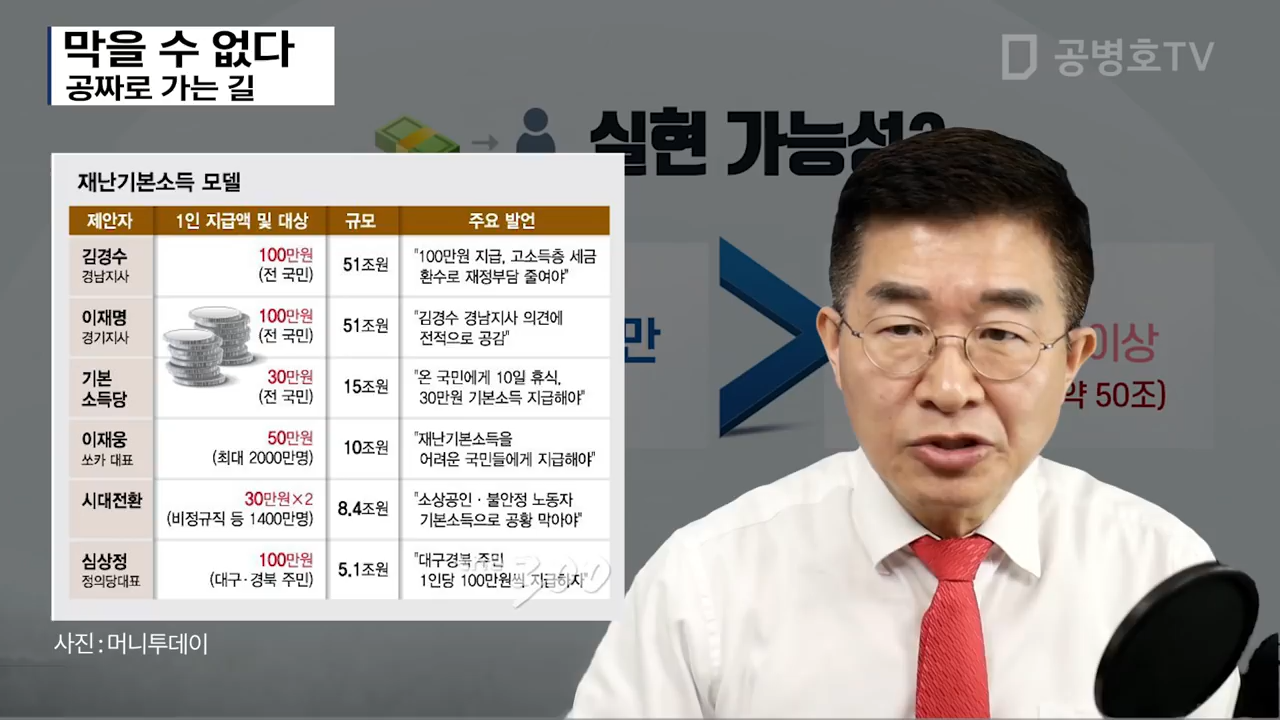 막을 수 없다
공짜로 가는 길
공병호TV
실현 가능성?
만
이상
약 50조)
재난기본소득 모델
제안자 1인 지급액 및 대상 규모 주요 발언
김경수 경남지사 100만원 (전 국민) 51조원 "100만원 지급, 고소득층 세금 환수로 재정부담 줄여야"
이재명 경기지사 100만원 (전 국민) 51조원 "김경수 경남지사 의견에 전적으로 공감"
기본 소득당 30만원 (전 국민) 15조원 "온 국민에게 10일 휴식, 30만원 기본소득 지급해야"
이재웅 쏘카 대표 50만원 (최대 2000만명) 10조원 "재난기본소득을 어려운 국민들에게 지급해야"
시대전환 30만원×2 (비정규직 등 1400만명) 8.4조원 "소상공인·불안정 노동자 기본소득으로 공황 막아야"
심상정 정의당대표 100만원 (대구·경북 주민) 5.1조원 "대구경북 주민 1인당 100만원씩 지급하자"
300
사진:머니투데이